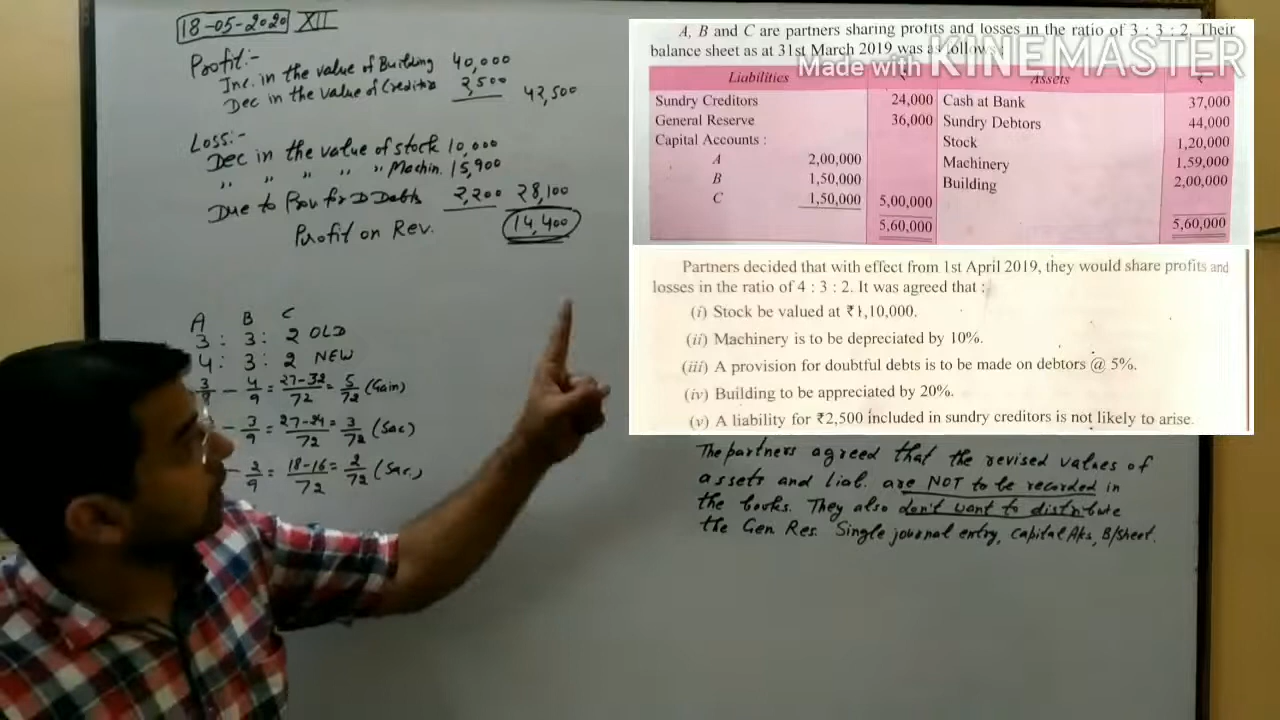 18-05-2020 XII
Profit:-
Inc. in the value of Building 40,000
Dec in the value of Creditors 2,500 42,500
Loss:-
Dec in the value of stock 10,000
" " " " " Machin. 15,900
Due to Prov for D Debts 2,200 28,100
Profit on Rev. 14,400
A B C
3 : 3 : 2 OLD
4 : 3 : 2 NEW
- 4/9 = 27-32/72 = 5/72 (Gain)
- 3/9 = 27-24/72 = 3/72 (Sac)
- 2/9 = 18-16/72 = 2/72 (Sac)
A, B and C are partners sharing profits and losses in the ratio of 3 : 3 : 2. Their
balance sheet as at 31st March 2019 was as follow
Made with KINEMASTER
Liabilities ₹ Assets ₹
Sundry Creditors 24,000 Cash at Bank 37,000
General Reserve 36,000 Sundry Debtors 44,000
Capital Accounts : Stock 1,20,000
A 2,00,000 Machinery 1,59,000
B 1,50,000 Building 2,00,000
C 1,50,000 5,00,000
5,60,000 5,60,000
Partners decided that with effect from 1st April 2019, they would share profits and
losses in the ratio of 4 : 3 : 2. It was agreed that :
(i) Stock be valued at ₹1,10,000.
(ii) Machinery is to be depreciated by 10%.
(iii) A provision for doubtful debts is to be made on debtors @ 5%.
(iv) Building to be appreciated by 20%.
(v) A liability for ₹2,500 included in sundry creditors is not likely to arise.
The partners agreed that the revised values of
assets and Liab. are NOT to be recorded in
the books. They also don't want to distribute
the Gen Res. Single journal entry, Capital A/cs, B/Sheet.